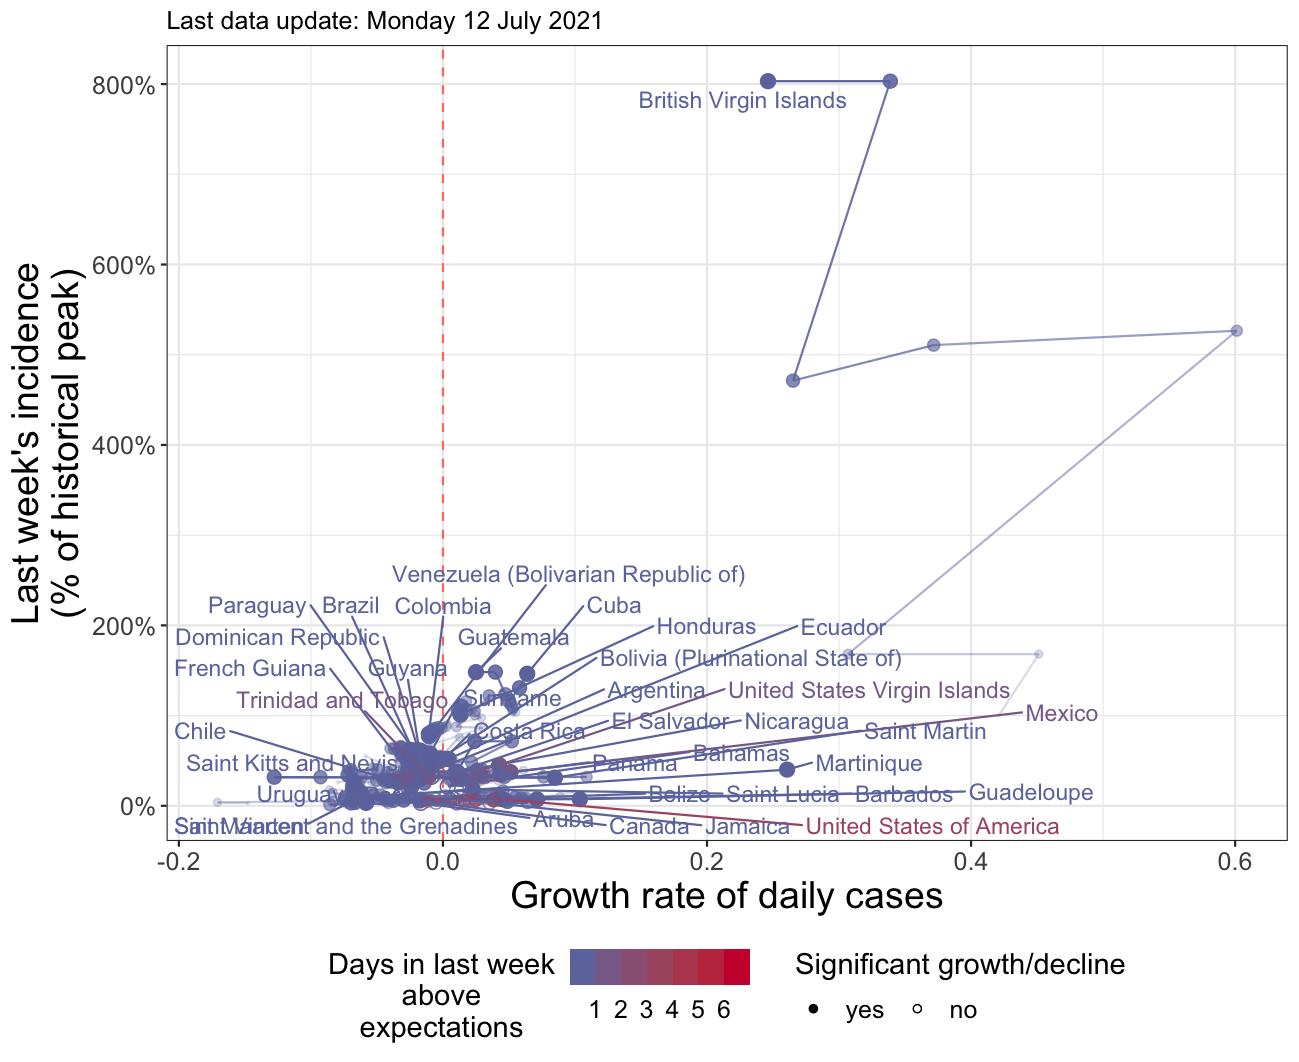 Last data update: Monday 12 July 2021
800%
British Virgin Islands
600%
400%
200%
0%
Last week's incidence
(% of historical peak)
Venezuela (Bolivarian Republic of)
Paraguay
Brazil
Colombia
Cuba
Dominican Republic
Guatemala
Honduras
Ecuador
French Guiana
Guyana
Bolivia (Plurinational State of)
Trinidad and Tobago
Suriname
Argentina
United States Virgin Islands
Mexico
Chile
Costa Rica
El Salvador
Nicaragua
Saint Martin
Saint Kitts and Nevis
Panama
Bahamas
Martinique
Uruguay
Belize
Saint Lucia
Barbados
Guadeloupe
Sint Maarten
Saint Vincent and the Grenadines
Aruba
Canada
Jamaica
United States of America
-0.2
0.0
0.2
0.4
0.6
Growth rate of daily cases
Days in last week
above
expectations
1 2 3 4 5 6
Significant growth/decline
yes
no